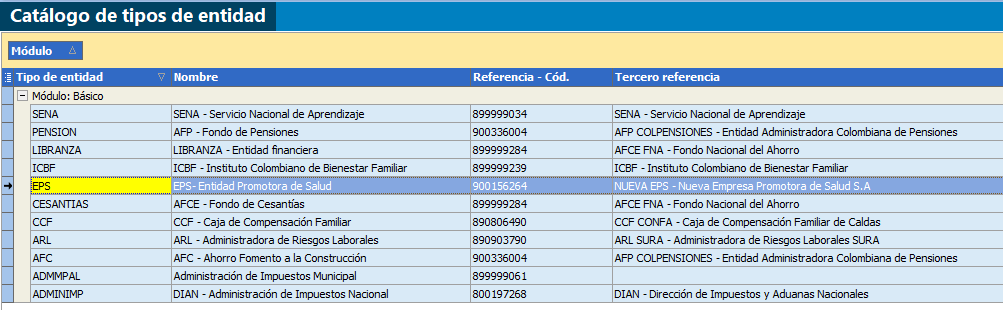 Catálogo de tipos de entidad
Módulo
Tipo de entidad Nombre Referencia - Cód. Tercero referencia
Módulo: Básico
SENA SENA - Servicio Nacional de Aprendizaje 899999034 SENA - Servicio Nacional de Aprendizaje
PENSION AFP - Fondo de Pensiones 900336004 AFP COLPENSIONES - Entidad Administradora Colombiana de Pensiones
LIBRANZA LIBRANZA - Entidad financiera 899999284 AFCE FNA - Fondo Nacional del Ahorro
ICBF ICBF - Instituto Colombiano de Bienestar Familiar 899999239 ICBF - Instituto Colombiano de Bienestar Familiar
EPS EPS- Entidad Promotora de Salud 900156264 NUEVA EPS - Nueva Empresa Promotora de Salud S.A
CESANTIAS AFCE - Fondo de Cesantías 899999284 AFCE FNA - Fondo Nacional del Ahorro
CCF CCF - Caja de Compensación Familiar 890806490 CCF CONFA - Caja de Compensación Familiar de Caldas
ARL ARL - Administradora de Riesgos Laborales 890903790 ARL SURA - Administradora de Riesgos Laborales SURA
AFC AFC - Ahorro Fomento a la Construcción 900336004 AFP COLPENSIONES - Entidad Administradora Colombiana de Pensiones
ADMMPAL Administración de Impuestos Municipal 899999061
ADMINIMP DIAN - Administración de Impuestos Nacional 800197268 DIAN - Dirección de Impuestos y Aduanas Nacionales